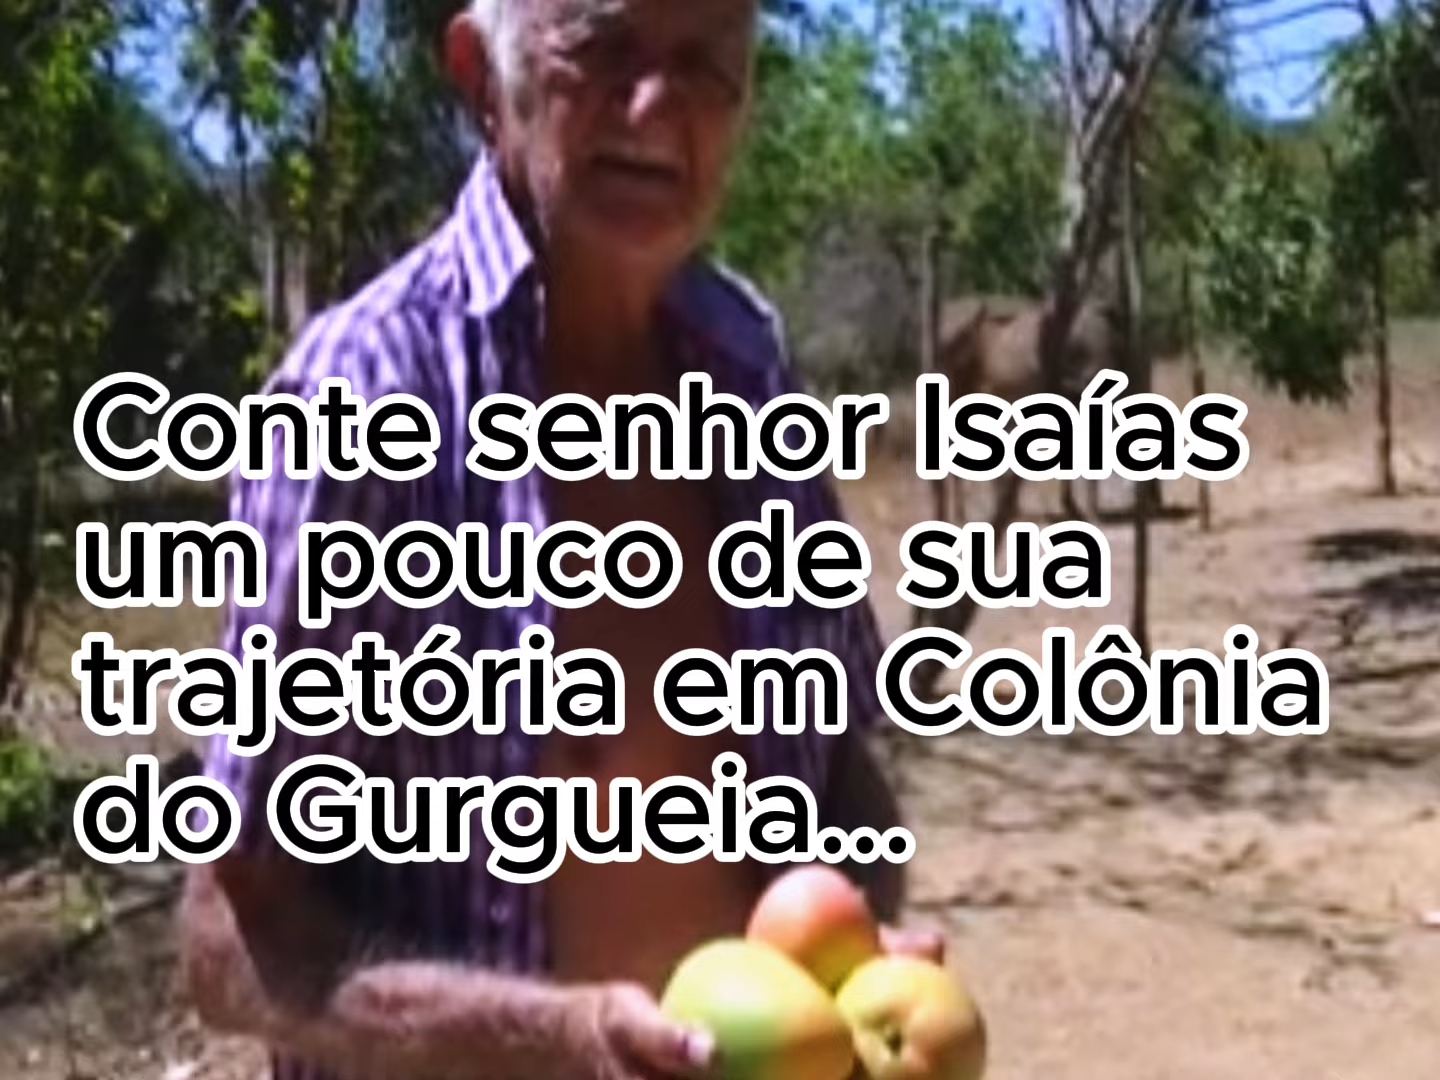 Conte senhor Isaías
um pouco de sua
trajetória em Colônia
do Gurgueia...